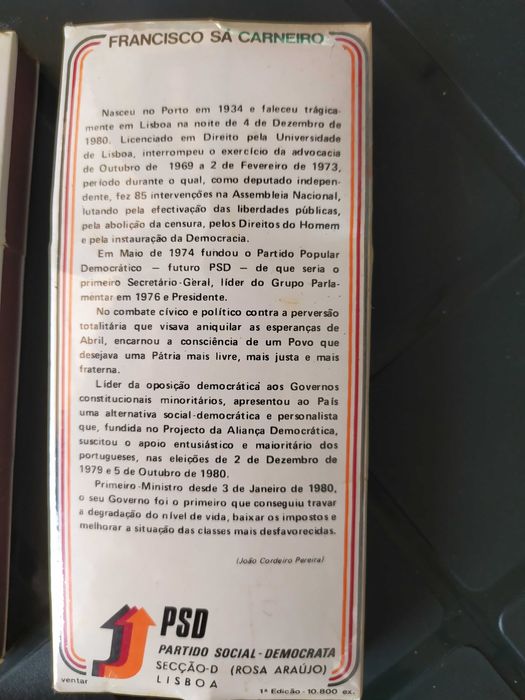 FRANCISCO SÁ CARNEIRO
Nasceu no Porto em 1934 e faleceu trágica-
mente em Lisboa na noite de 4 de Dezembro de
1980. Licenciado em Direito pela Universidade
de Lisboa, interrompeu o exercício da advocacia
de Outubro de 1969 a 2 de Fevereiro de 1973,
período durante o qual, como deputado indepen-
dente, fez 85 intervenções na Assembleia Nacional,
lutando pela efectivação das liberdades públicas,
pela abolição da censura, pelos Direitos do Homem
e pela instauração da Democracia.
Em Maio de 1974 fundou o Partido Popular
Democrático — futuro PSD — de que seria o
primeiro Secretário-Geral, líder do Grupo Parla-
mentar em 1976 e Presidente.
No combate cívico e político contra a perversão
totalitária que visava aniquilar as esperanças de
Abril, encarnou a consciência de um Povo que
desejava uma Pátria mais livre, mais justa e mais
fraterna.
Líder da oposição democrática aos Governos
constitucionais minoritários, apresentou ao País
uma alternativa social-democrática e personalista
que, fundida no Projecto da Aliança Democrática,
suscitou o apoio entusiástico e maioritário dos
portugueses, nas eleições de 2 de Dezembro de
1979 e 5 de Outubro de 1980.
Primeiro-Ministro desde 3 de Janeiro de 1980,
o seu Governo foi o primeiro que conseguiu travar
a degradação do nível de vida, baixar os impostos e
melhorar a situação das classes mais desfavorecidas.
(João Cordeiro Pereira)
PSD
PARTIDO SOCIAL-DEMOCRATA
SECÇÃO-D (ROSA ARAÚJO)
LISBOA
ventar
1ª Edicão - 10.800 ex.